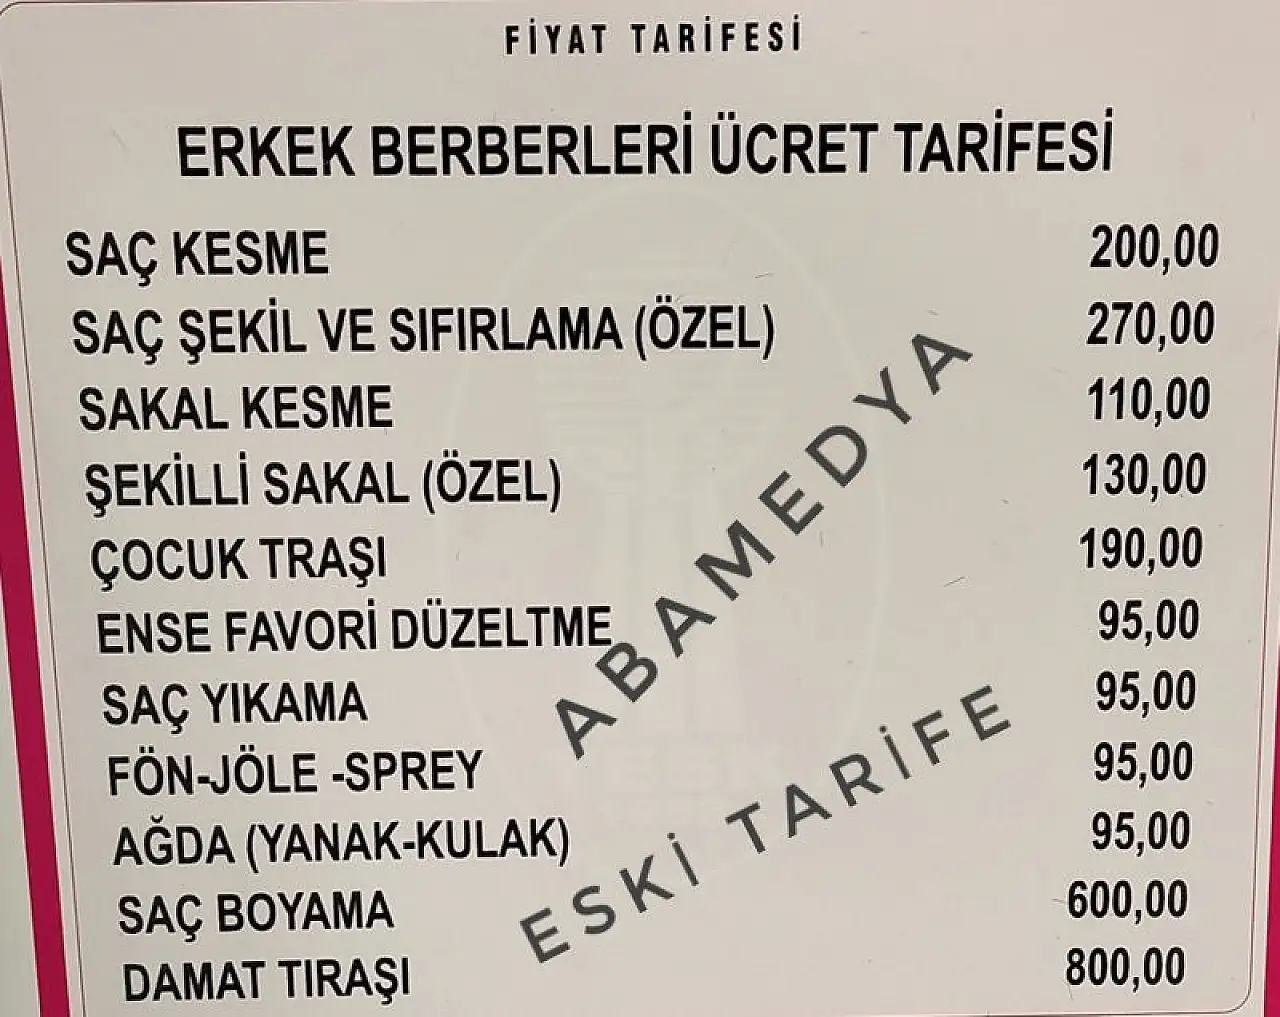 FİYAT TARİFESİ
ERKEK BERBERLERİ ÜCRET TARİFESİ
SAÇ KESME 200,00
SAÇ ŞEKİL VE SIFIRLAMA (ÖZEL) 270,00
SAKAL KESME 110,00
ŞEKİLLİ SAKAL (ÖZEL) 130,00
ÇOCUK TRAŞI 190,00
ENSE FAVORİ DÜZELTME 95,00
SAÇ YIKAMA 95,00
FÖN-JÖLE -SPREY 95,00
AĞDA (YANAK-KULAK) 95,00
SAÇ BOYAMA 600,00
DAMAT TIRAŞI 800,00
ABAMEDYA
ESKİ TARİFE